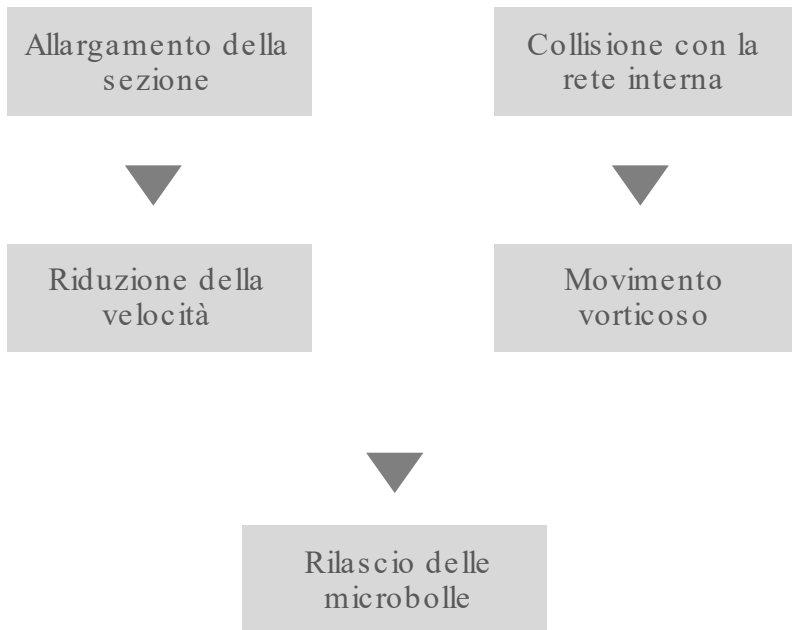 Allargamento della
sezione
Collisione con la
rete interna
Riduzione della
velocità
Movimento
vorticoso
Rilascio delle
microbolle